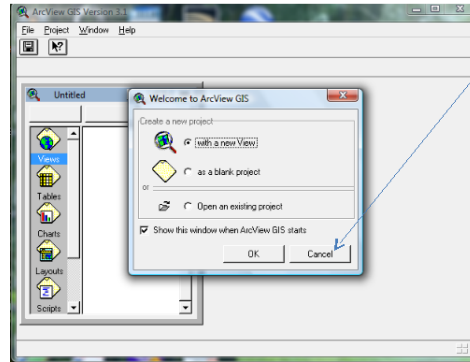 ArcView GIS Version 3.1
File Project Window Help
Untitled
Views
Tables
Charts
Layouts
Scripts
Welcome to ArcView GIS
Create a new project
with a new View
as a blank project
or
Open an existing project
Show this window when ArcView GIS starts
OK Cancel